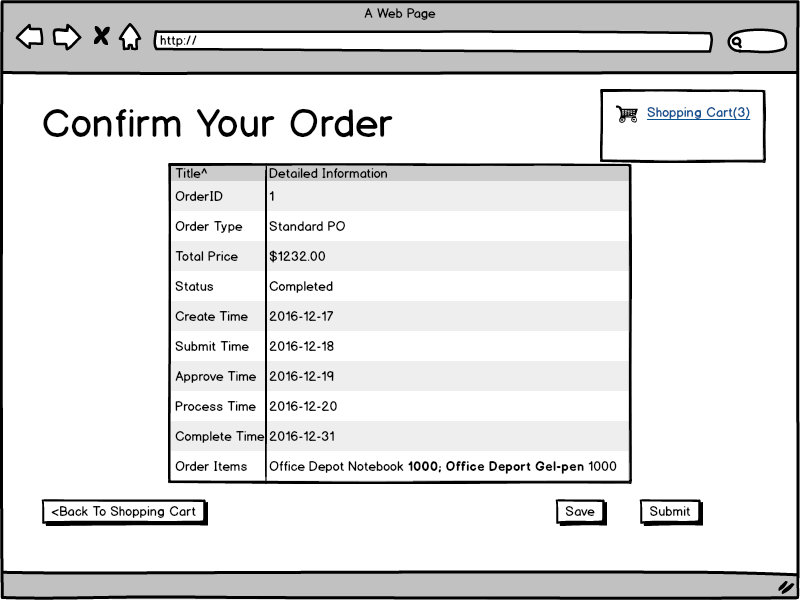 A Web Page
http://
Confirm Your Order
Shopping Cart(3)
Title^ Detailed Information
OrderID 1
Order Type Standard PO
Total Price $1232.00
Status Completed
Create Time 2016-12-17
Submit Time 2016-12-18
Approve Time 2016-12-19
Process Time 2016-12-20
Complete Time 2016-12-31
Order Items Office Depot Notebook 1000; Office Deport Gel-pen 1000
<Back To Shopping Cart Save Submit